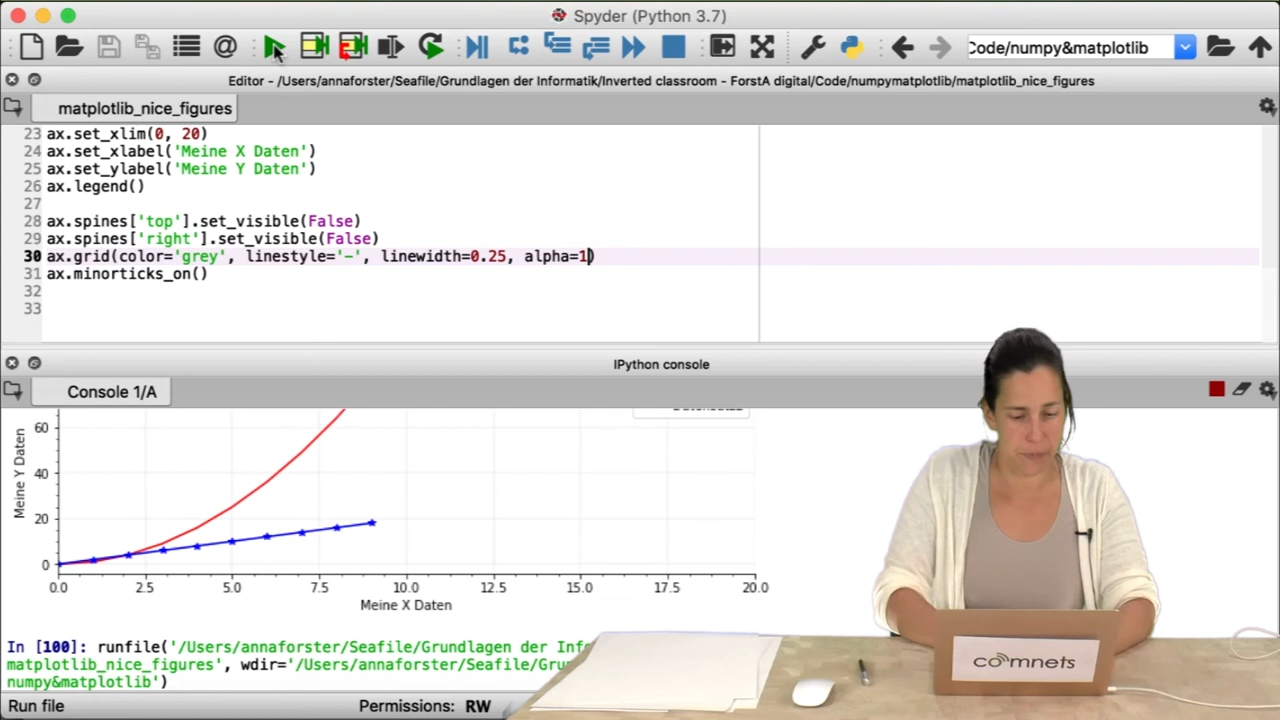 Spyder (Python 3.7)
Code/numpy&matplotlib
Editor - /Users/annaforster/Seafile/Grundlagen der Informatik/Inverted classroom - ForstA digital/Code/numpymatplotlib/matplotlib_nice_figures
matplotlib_nice_figures
23 ax.set_xlim(0, 20)
24 ax.set_xlabel('Meine X Daten')
25 ax.set_ylabel('Meine Y Daten')
26 ax.legend()
27
28 ax.spines['top'].set_visible(False)
29 ax.spines['right'].set_visible(False)
30 ax.grid(color='grey', linestyle='-', linewidth=0.25, alpha=1)
31 ax.minorticks_on()
32
33
IPython console
Console 1/A
Meine Y Daten
60
40
20
0
0.0 2.5 5.0 7.5 10.0 12.5 15.0 17.5 20.0
Meine X Daten
In [100]: runfile('/Users/annaforster/Seafile/Grundlagen der Info
matplotlib_nice_figures', wdir='/Users/annaforster/Seafile/Gru
numpy&matplotlib')
Run file
Permissions: RW
comnets